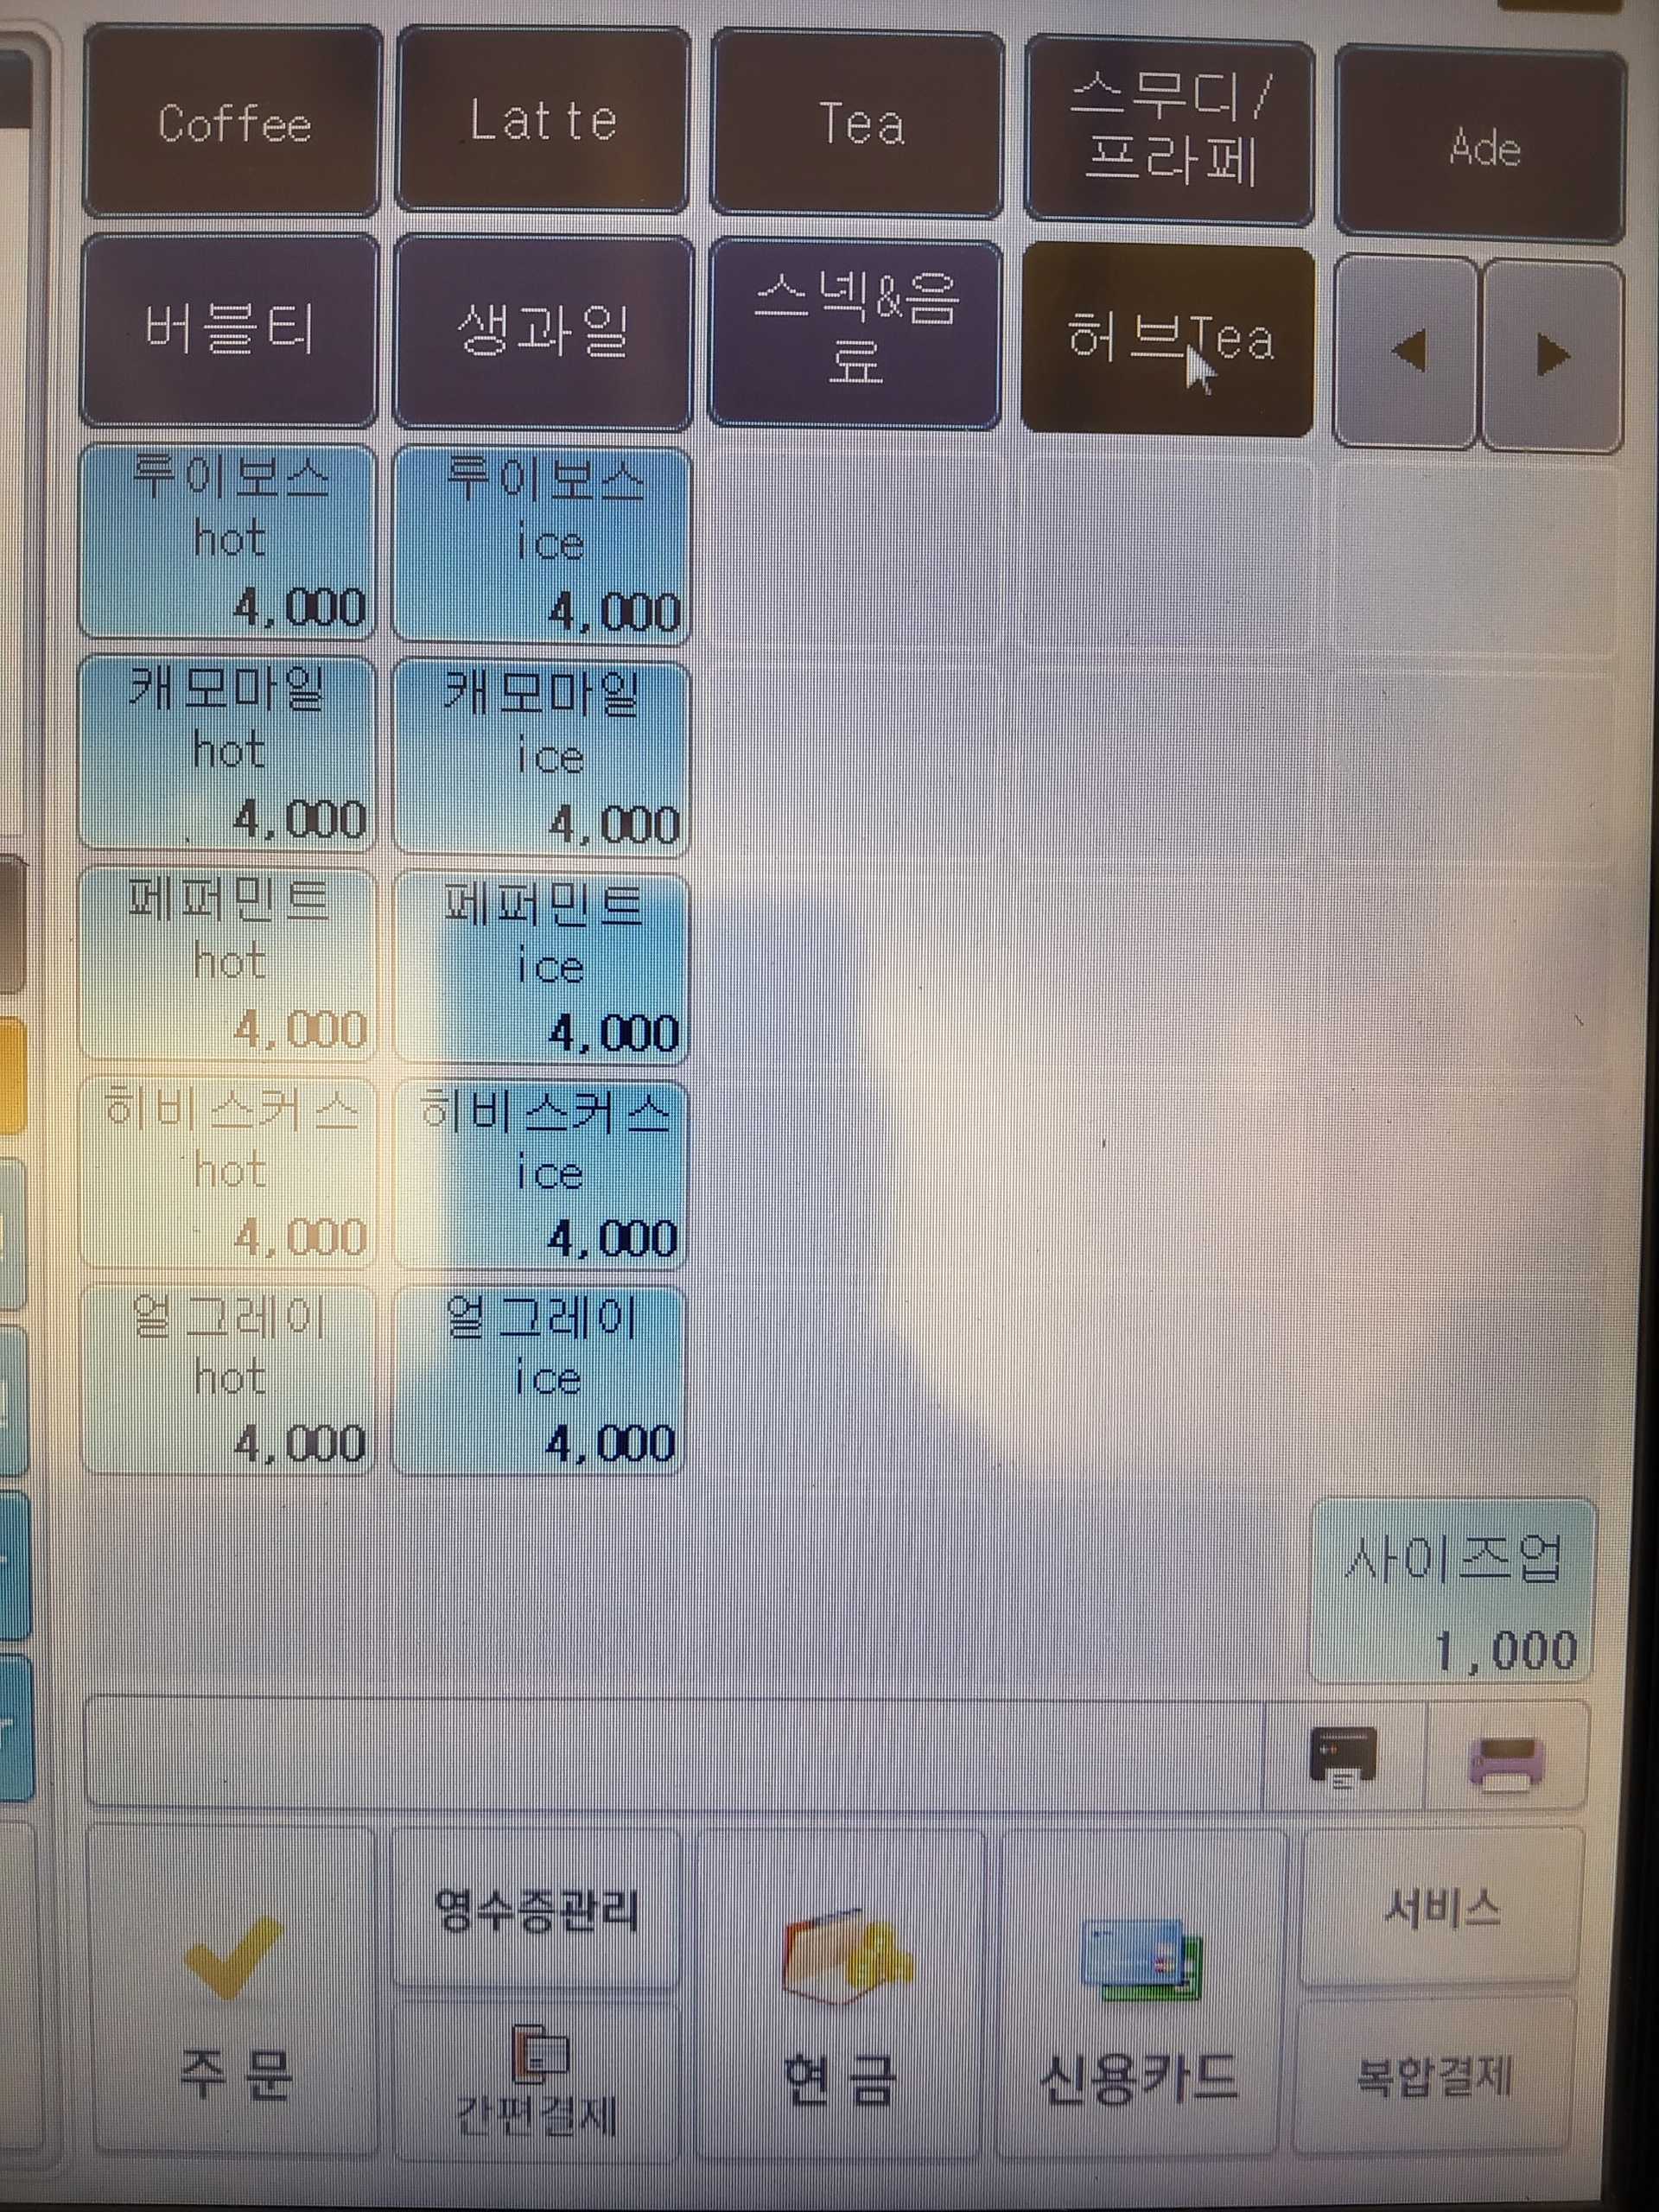 Coffee
Latte
Tea
스무디/
프라페
Ade
버블티
생과일
스넥&음
료
허브Tea
루이보스
hot
4,000
루이보스
ice
4,000
캐모마일
hot
4,000
캐모마일
ice
4,000
페퍼민트
hot
4,000
페퍼민트
ice
4,000
히비스커스
hot
4,000
히비스커스
ice
4,000
얼그레이
hot
4,000
얼그레이
ice
4,000
사이즈업
1,000
주 문
영수증관리
간편결제
현 금
신용카드
서비스
복합결제